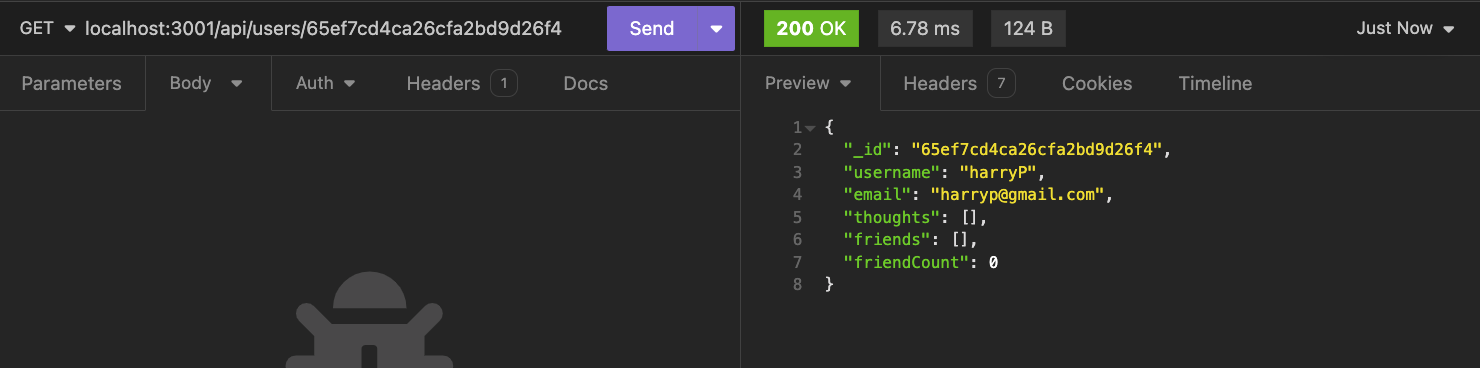 GET localhost:3001/api/users/65ef7cd4ca26cfa2bd9d26f4 Send 200 OK 6.78 ms 124 B Just Now
Parameters Body Auth Headers 1 Docs Preview Headers 7 Cookies Timeline
1 {
2 "_id": "65ef7cd4ca26cfa2bd9d26f4",
3 "username": "harryP",
4 "email": "harryp@gmail.com",
5 "thoughts": [],
6 "friends": [],
7 "friendCount": 0
8 }